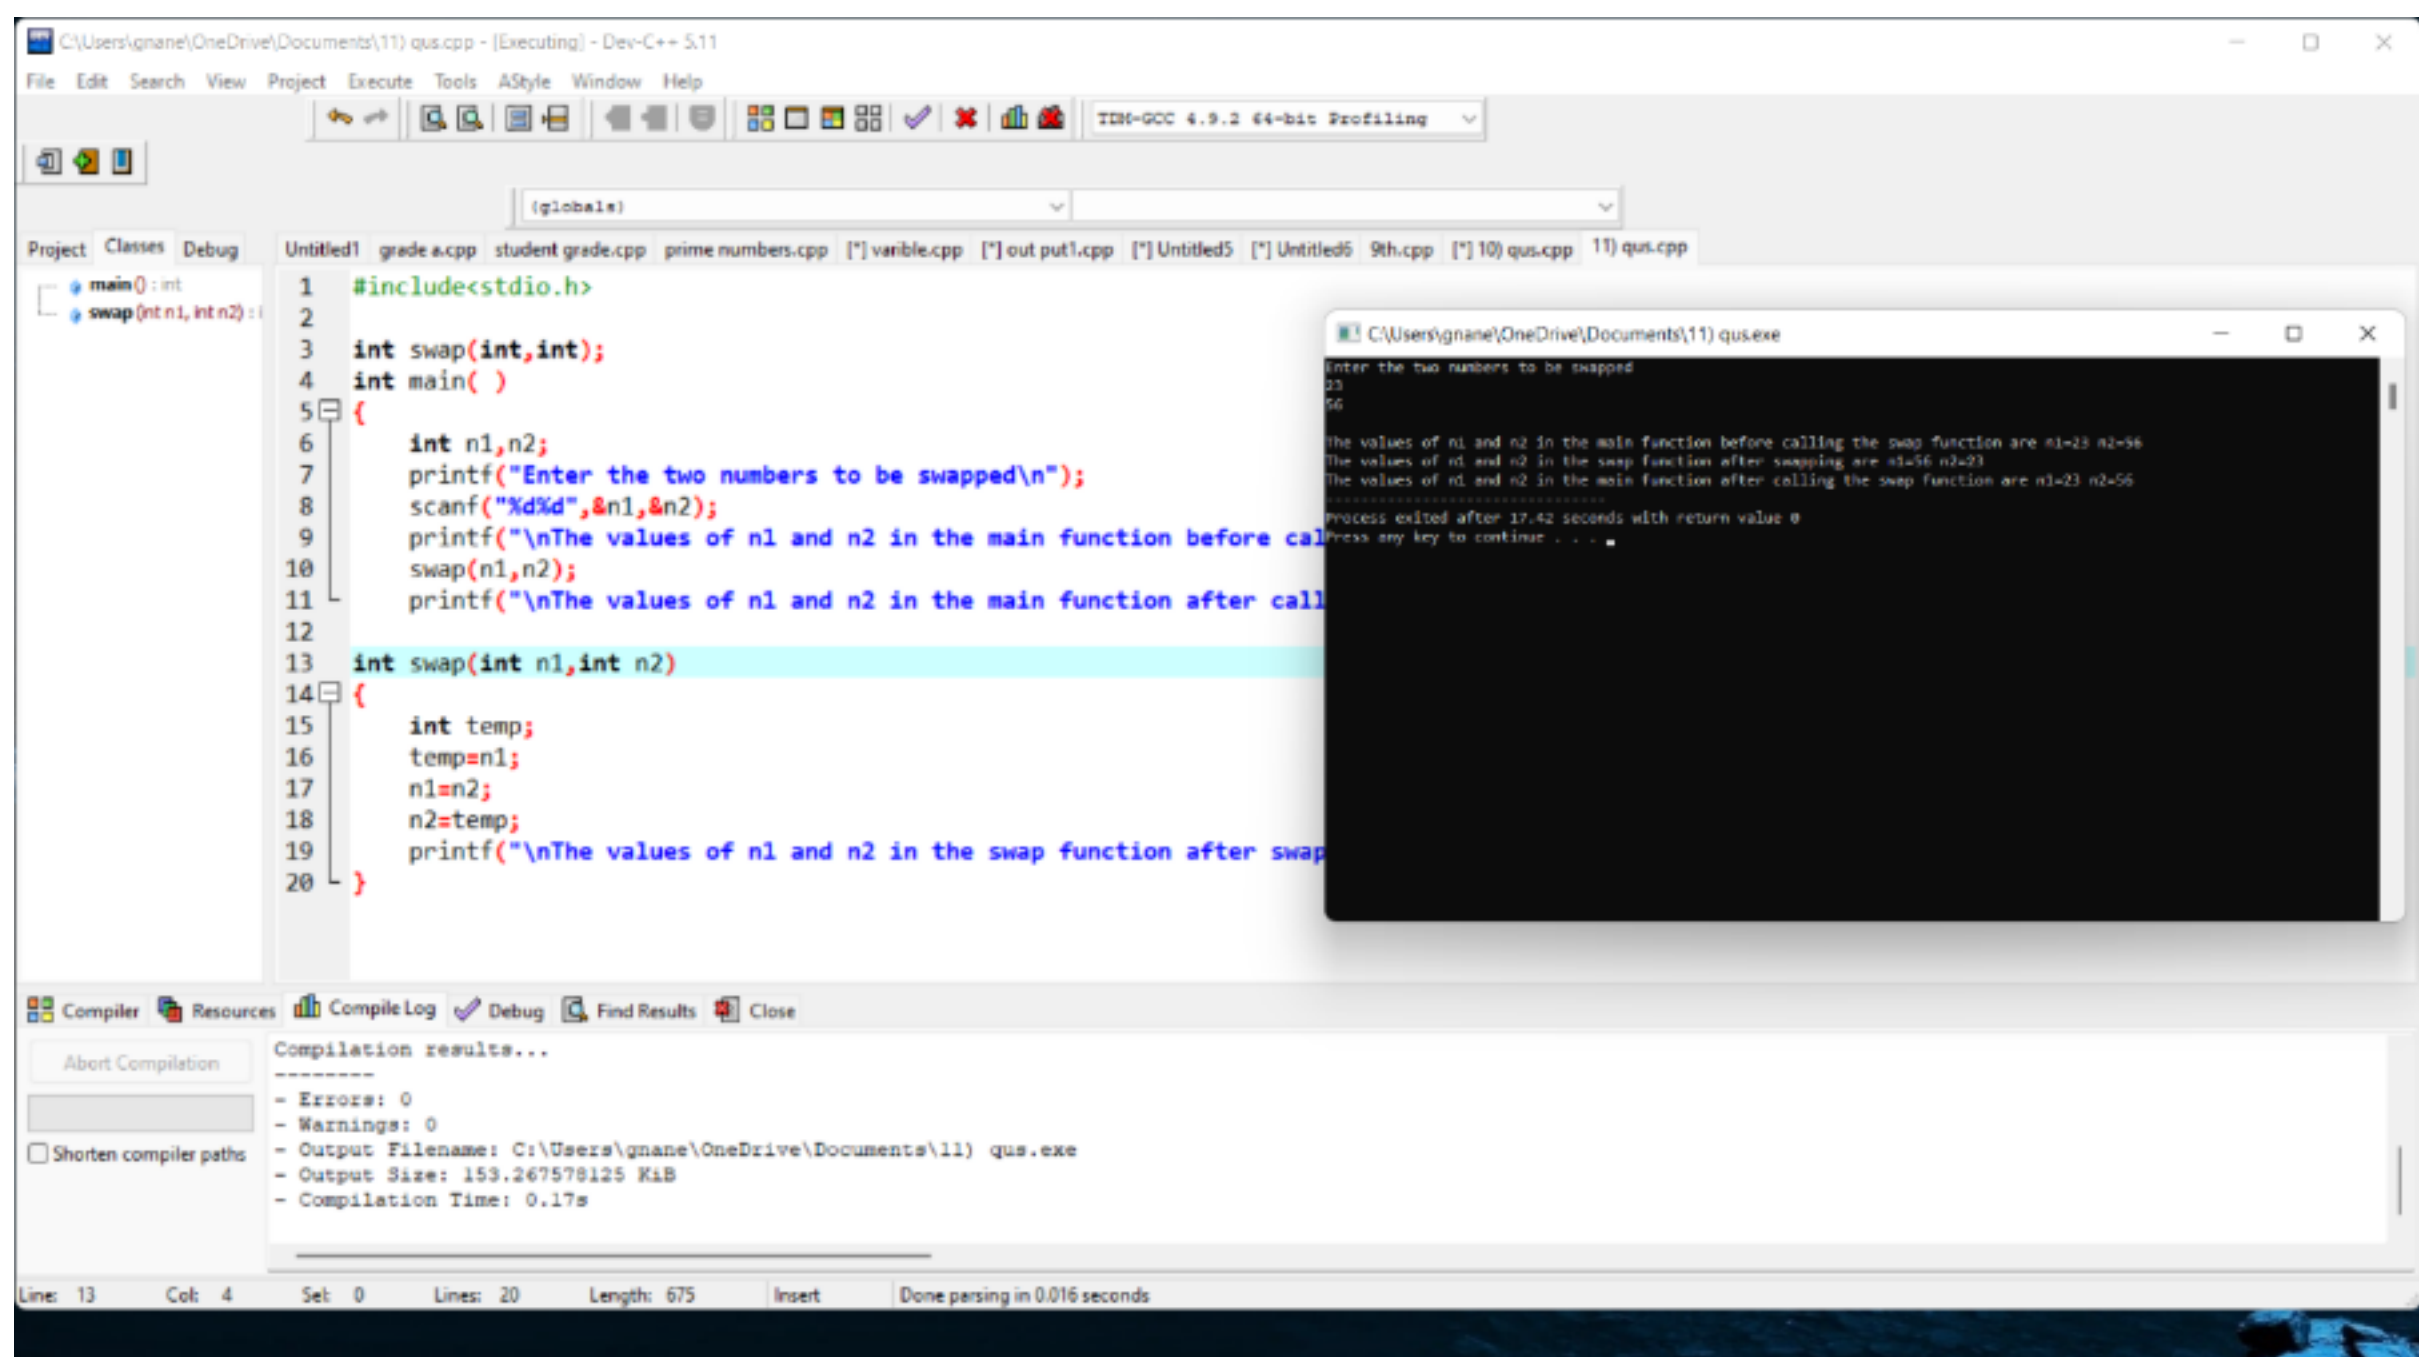 C:\Users\gnane\OneDrive\Documents\11) qus.cpp - [Executing] - Dev-C++ 5.11
File Edit Search View Project Execute Tools AStyle Window Help
TDM-GCC 4.9.2 64-bit Profiling
(globals)
Project Classes Debug
Untitled1 grade a.cpp student grade.cpp prime numbers.cpp [*] varible.cpp [*] out put1.cpp [*] Untitled5 [*] Untitled6 9th.cpp [*] 10) qus.cpp 11) qus.cpp
main() : int
swap (int n1, int n2) : i
1 #include<stdio.h>
2
3 int swap(int,int);
4 int main( )
5 {
6 int n1,n2;
7 printf("Enter the two numbers to be swapped\n");
8 scanf("%d%d",&n1,&n2);
9 printf("\nThe values of n1 and n2 in the main function before cal
10 swap(n1,n2);
11 printf("\nThe values of n1 and n2 in the main function after call
12
13 int swap(int n1,int n2)
14 {
15 int temp;
16 temp=n1;
17 n1=n2;
18 n2=temp;
19 printf("\nThe values of n1 and n2 in the swap function after swap
20 }
C:\Users\gnane\OneDrive\Documents\11) qus.exe
Enter the two numbers to be swapped
23
56
The values of n1 and n2 in the main function before calling the swap function are n1=23 n2=56
The values of n1 and n2 in the swap function after swapping are n1=56 n2=23
The values of n1 and n2 in the main function after calling the swap function are n1=23 n2=56
--------------------------------
Process exited after 17.42 seconds with return value 0
Press any key to continue . . .
Compiler Resources Compile Log Debug Find Results Close
Abort Compilation
Shorten compiler paths
Compilation results...
--------
- Errors: 0
- Warnings: 0
- Output Filename: C:\Users\gnane\OneDrive\Documents\11) qus.exe
- Output Size: 153.267578125 KiB
- Compilation Time: 0.17s
Line: 13 Col: 4 Sel: 0 Lines: 20 Length: 675 Insert Done parsing in 0.016 seconds